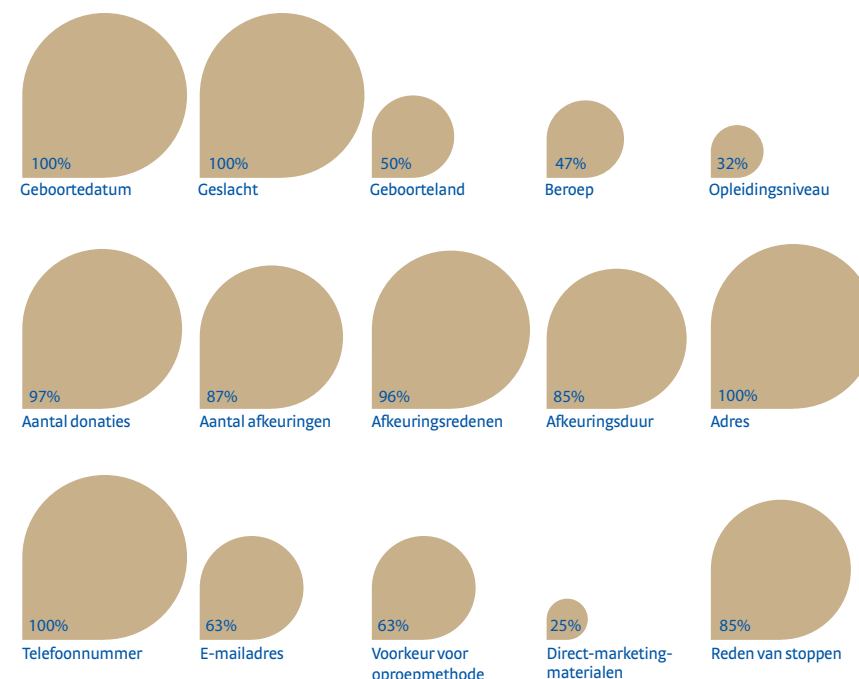 100%
Geboortedatum
100%
Geslacht
50%
Geboorteland
47%
Beroep
32%
Opleidingsniveau
97%
Aantal donaties
87%
Aantal afkeuringen
96%
Afkeuringsredenen
85%
Afkeuringsduur
100%
Adres
100%
Telefoonnummer
63%
E-mailadres
63%
Voorkeur voor
oproepmethode
25%
Direct-marketing-
materialen
85%
Reden van stoppen